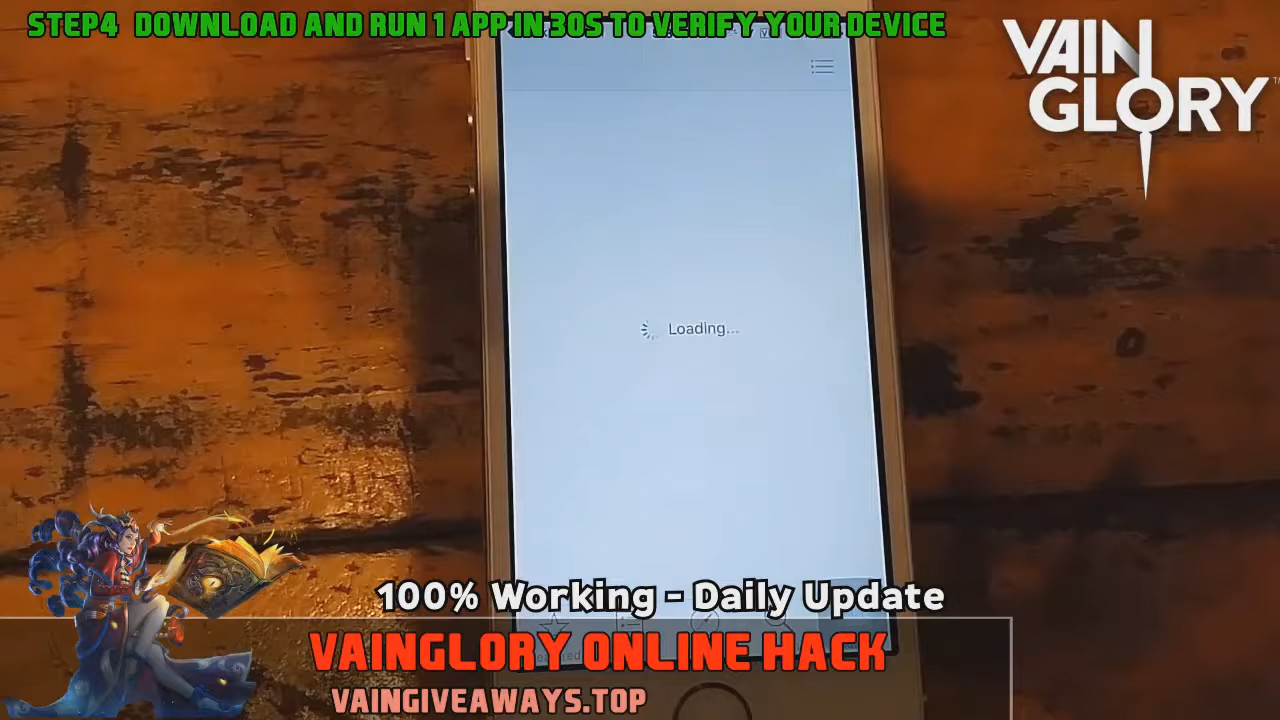 STEP4 DOWNLOAD AND RUN 1 APP IN 30S TO VERIFY YOUR DEVICE
VAIN
GLORY
TM
Loading...
100% Working - Daily Update
VAINGLORY ONLINE HACK
VAINGIVEAWAYS.TOP